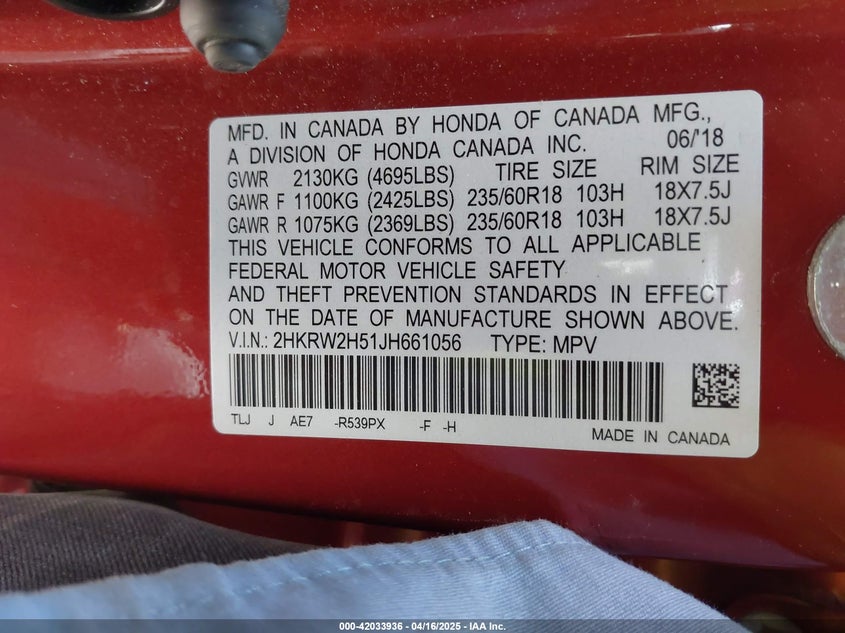 MFD. IN CANADA BY HONDA OF CANADA MFG.,
A DIVISION OF HONDA CANADA INC. 06/'18
GVWR 2130KG (4695LBS) TIRE SIZE RIM SIZE
GAWR F 1100KG (2425LBS) 235/60R18 103H 18X7.5J
GAWR R 1075KG (2369LBS) 235/60R18 103H 18X7.5J
THIS VEHICLE CONFORMS TO ALL APPLICABLE
FEDERAL MOTOR VEHICLE SAFETY
AND THEFT PREVENTION STANDARDS IN EFFECT
ON THE DATE OF MANUFACTURE SHOWN ABOVE.
V.I.N.: 2HKRW2H51JH661056 TYPE: MPV
TLJ J AE7 -R539PX -F -H
MADE IN CANADA
000-42033936 - 04/16/2025 - IAA Inc.